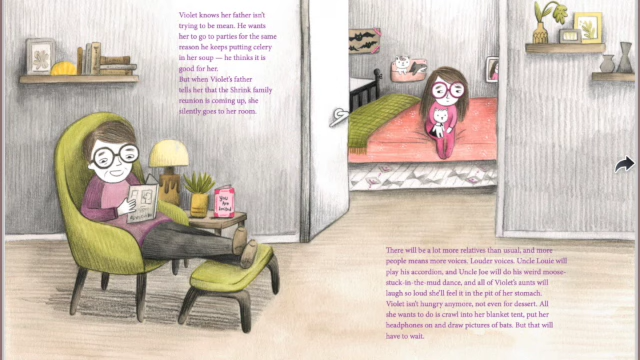 Violet knows her father isn't
trying to be mean. He wants
her to go to parties for the same
reason he keeps putting celery
in her soup — he thinks it is
good for her.
But when Violet's father
tells her that the Shrink family
reunion is coming up, she
silently goes to her room.
You are
invited
There will be a lot more relatives than usual, and more
people means more voices. Louder voices. Uncle Louie will
play his accordion, and Uncle Joe will do his weird moose-
stuck-in-the-mud dance, and all of Violet's aunts will
laugh so loud she'll feel it in the pit of her stomach.
Violet isn't hungry anymore, not even for dessert. All
she wants to do is crawl into her blanket tent, put her
headphones on and draw pictures of bats. But that will
have to wait.